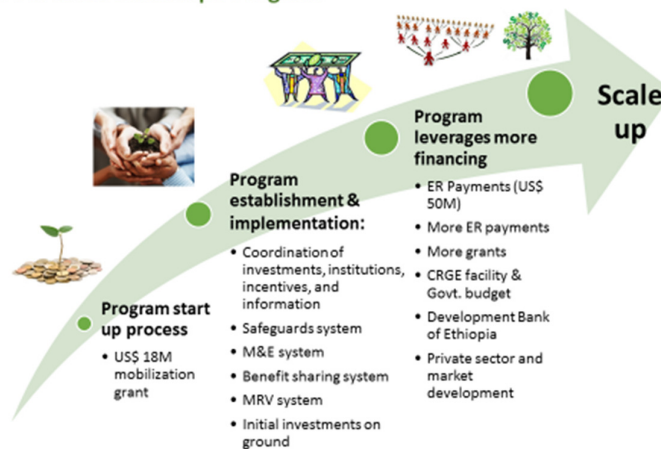 Program start
up process
• US$ 18M
mobilization
grant
Program
establishment &
implementation:
• Coordination of
investments, institutions,
incentives, and
information
• Safeguards system
• M&E system
• Benefit sharing system
• MRV system
• Initial investments on
ground
Program
leverages more
financing
• ER Payments (US$
50M)
• More ER payments
• More grants
• CRGE facility &
Govt. budget
• Development Bank
of Ethiopia
• Private sector and
market
development
Scale
up